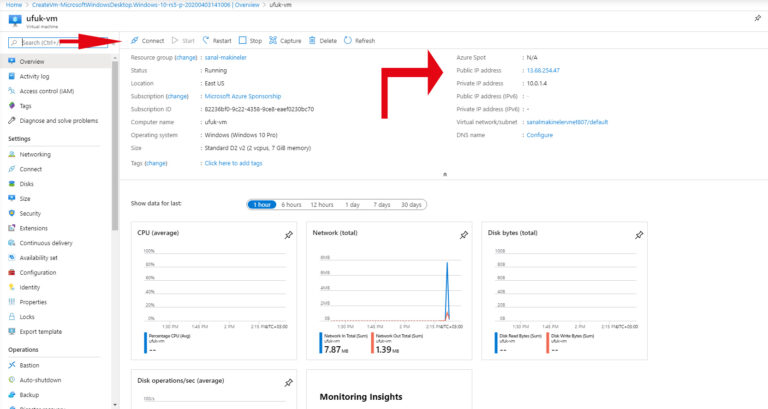 Home > CreateVm-MicrosoftWindowsDesktop.Windows-10-rs5-p-20200403141006 | Overview > ufuk-vm
ufuk-vm
Virtual machine
Search (Ctrl+/)
Connect Start Restart Stop Capture Delete Refresh
Overview
Activity log
Access control (IAM)
Tags
Diagnose and solve problems
Settings
Networking
Connect
Disks
Size
Security
Extensions
Continuous delivery
Availability set
Configuration
Identity
Properties
Locks
Export template
Operations
Bastion
Auto-shutdown
Backup
Disaster recovery
Resource group (change) : sanal-makineler
Status : Running
Location : East US
Subscription (change) : Microsoft Azure Sponsorship
Subscription ID : 82236bf0-9c22-4358-9ce8-eaef0230bc70
Computer name : ufuk-vm
Operating system : Windows (Windows 10 Pro)
Size : Standard D2 v2 (2 vcpus, 7 GiB memory)
Tags (change) : Click here to add tags
Azure Spot : N/A
Public IP address : 13.68.254.47
Private IP address : 10.0.1.4
Public IP address (IPv6) : -
Private IP address (IPv6) : -
Virtual network/subnet : sanalmakinelervnet807/default
DNS name : Configure
Show data for last: 1 hour 6 hours 12 hours 1 day 7 days 30 days
CPU (average)
100%
80%
60%
40%
20%
0%
1:30 PM 1:45 PM 2 PM 2:15 PM UTC+03:00
Percentage CPU (Avg)
ufuk-vm
--
Network (total)
8MB
6MB
4MB
2MB
0B
1:30 PM 1:45 PM 2 PM 2:15 PM UTC+03:00
Network In Total (Sum)
ufuk-vm
7.87 MB
Network Out Total (Sum)
ufuk-vm
1.39 MB
Disk bytes (total)
100B
80B
60B
40B
20B
0B
1:30 PM 1:45 PM 2 PM 2:15 PM UTC+03:00
Disk Read Bytes (Sum)
ufuk-vm
--
Disk Write Bytes (Sum)
ufuk-vm
--
Disk operations/sec (average)
100/s
Monitoring Insights